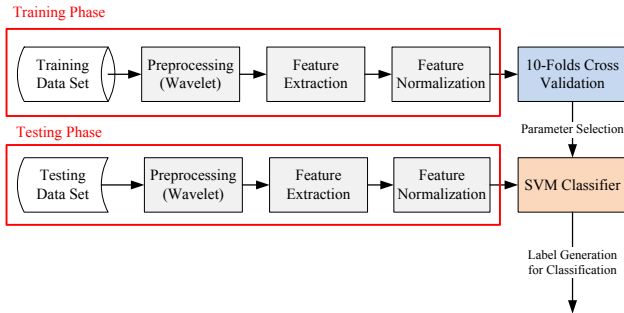 Training Phase
Training
Data Set
Preprocessing
(Wavelet)
Feature
Extraction
Feature
Normalization
10-Folds Cross
Validation
Parameter Selection
Testing Phase
Testing
Data Set
Preprocessing
(Wavelet)
Feature
Extraction
Feature
Normalization
SVM Classifier
Label Generation
for Classification